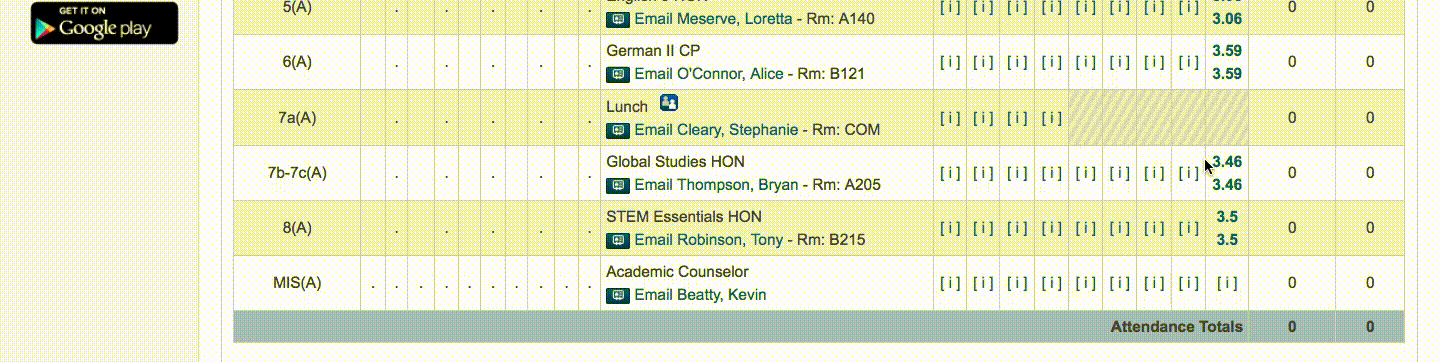 GET IT ON
Google play
5(A) . . . . . [ i ] [ i ] [ i ] [ i ] [ i ] [ i ] [ i ] [ i ] 0 0
Email Meserve, Loretta - Rm: A140 3.06
German II CP 3.59
6(A) . . . . . [ i ] [ i ] [ i ] [ i ] [ i ] [ i ] [ i ] [ i ] 0 0
Email O'Connor, Alice - Rm: B121 3.59
Lunch
7a(A) . . . . . [ i ] [ i ] [ i ] [ i ] 0 0
Email Cleary, Stephanie - Rm: COM
Global Studies HON 3.46
7b-7c(A) . . . . . [ i ] [ i ] [ i ] [ i ] [ i ] [ i ] [ i ] [ i ] 0 0
Email Thompson, Bryan - Rm: A205 3.46
STEM Essentials HON 3.5
8(A) . . . . . [ i ] [ i ] [ i ] [ i ] [ i ] [ i ] [ i ] [ i ] 0 0
Email Robinson, Tony - Rm: B215 3.5
Academic Counselor
MIS(A) . . . . . . . . . . [ i ] [ i ] [ i ] [ i ] [ i ] [ i ] [ i ] [ i ] [ i ] 0 0
Email Beatty, Kevin
Attendance Totals 0 0